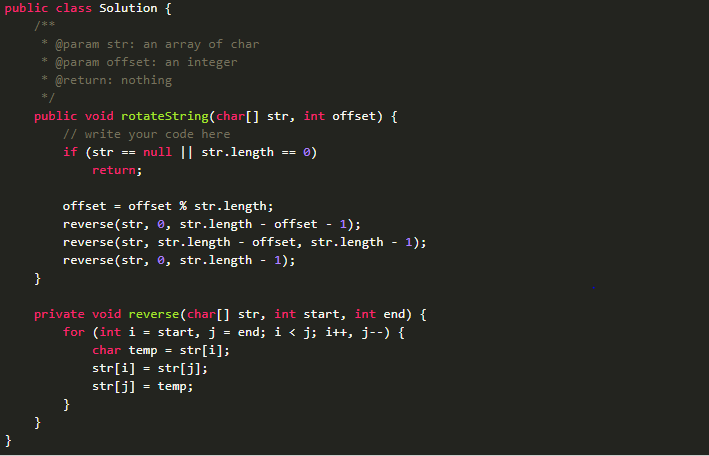 public class Solution {
    /**
     * @param str: an array of char
     * @param offset: an integer
     * @return: nothing
     */
    public void rotateString(char[] str, int offset) {
        // write your code here
        if (str == null || str.length == 0)
            return;

        offset = offset % str.length;
        reverse(str, 0, str.length - offset - 1);
        reverse(str, str.length - offset, str.length - 1);
        reverse(str, 0, str.length - 1);
    }

    private void reverse(char[] str, int start, int end) {
        for (int i = start, j = end; i < j; i++, j--) {
            char temp = str[i];
            str[i] = str[j];
            str[j] = temp;
        }
    }
}